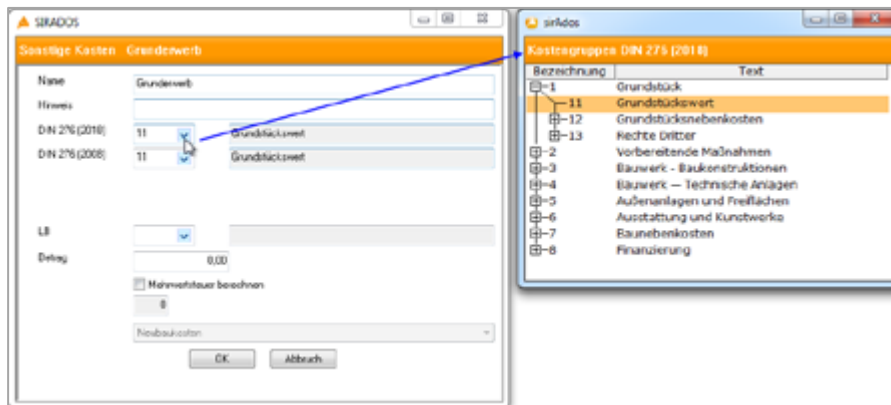 SIRADOS
Sonstige Kosten Grunderwerb
Name Grunderwerb
Hinweis
DIN 276 (2018) 11 Grundstückswert
DIN 276 (2008) 11 Grundstückswert
LB
Betrag 0,00
Mehrwertsteuer berechnen
0
Neubaukosten
OK Abbruch
sirAdos
Kostengruppen DIN 276 (2018)
Bezeichnung Text
1 Grundstück
11 Grundstückswert
12 Grundstücksnebenkosten
13 Rechte Dritter
2 Vorbereitende Maßnahmen
3 Bauwerk - Baukonstruktionen
4 Bauwerk — Technische Anlagen
5 Außenanlagen und Freiflächen
6 Ausstattung und Kunstwerke
7 Baunebenkosten
8 Finanzierung